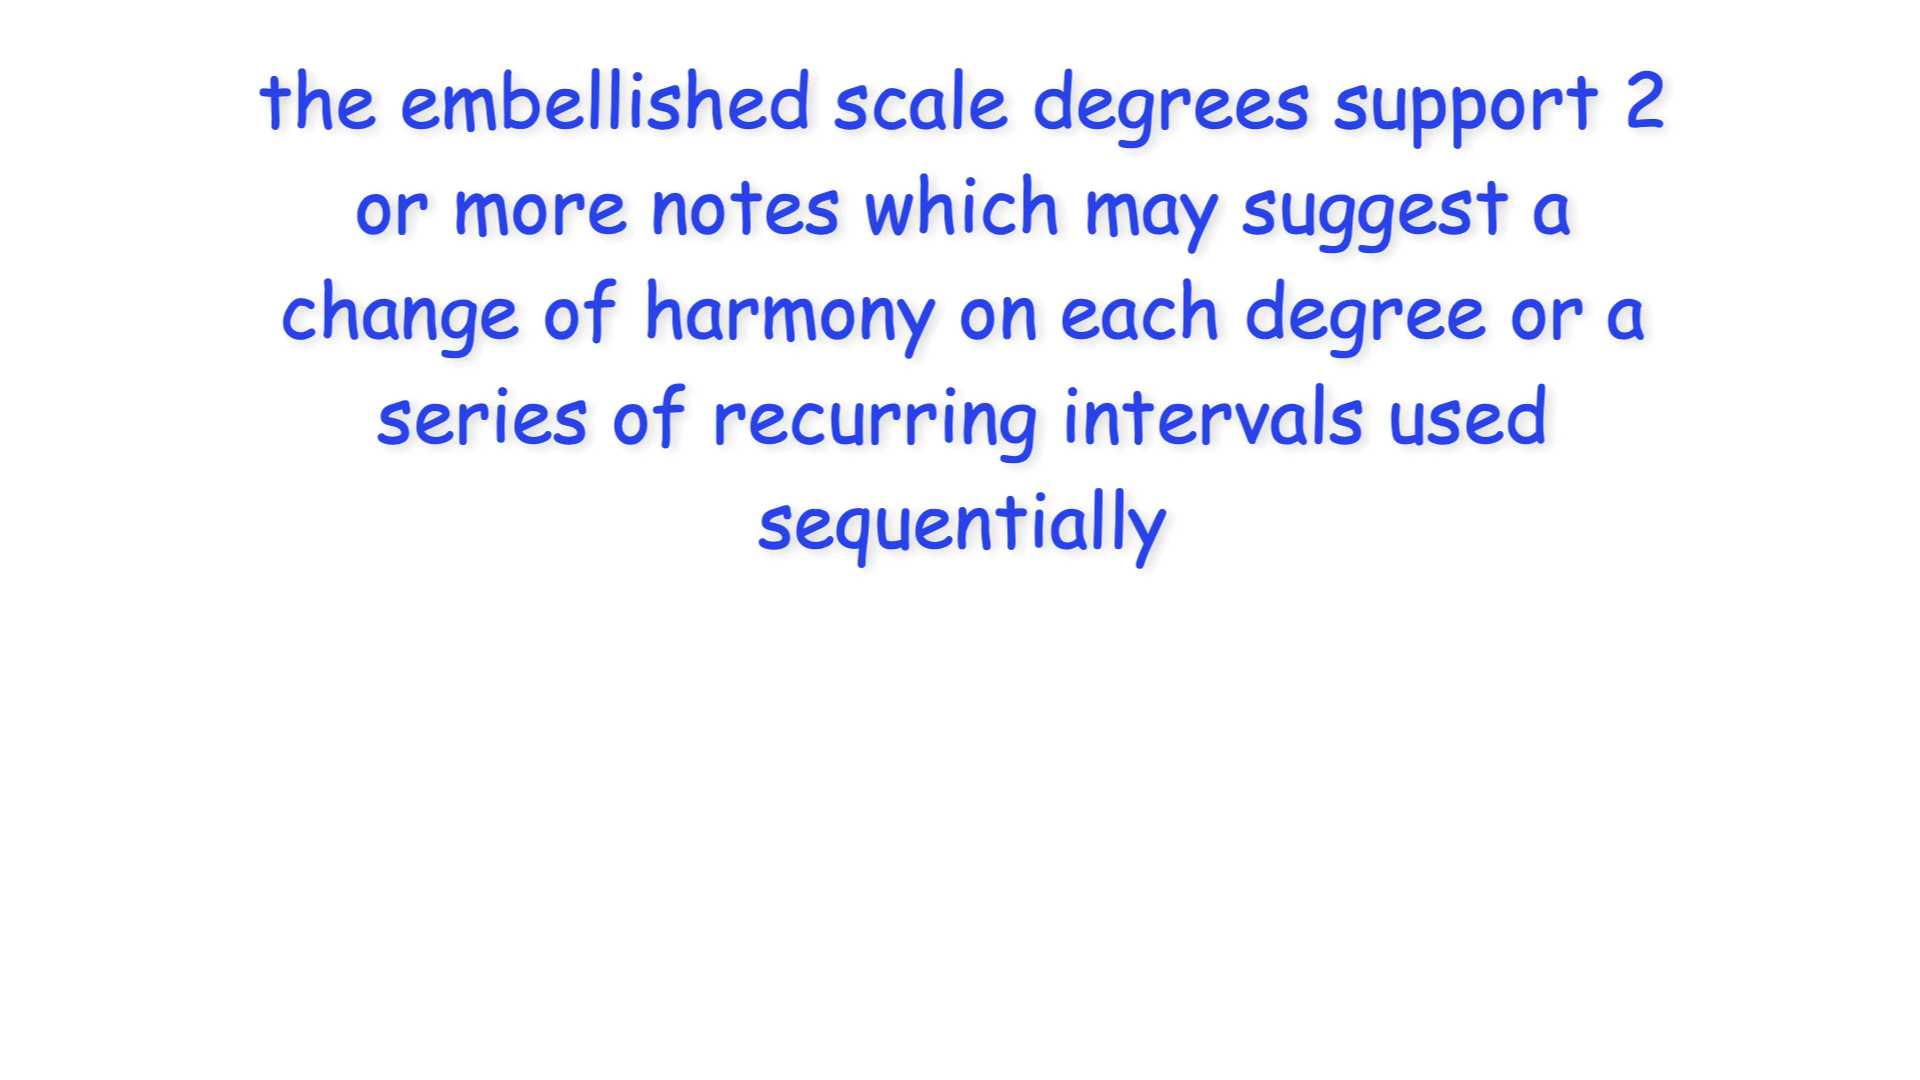 the embellished scale degrees support 2
or more notes which may suggest a
change of harmony on each degree or a
series of recurring intervals used
sequentially